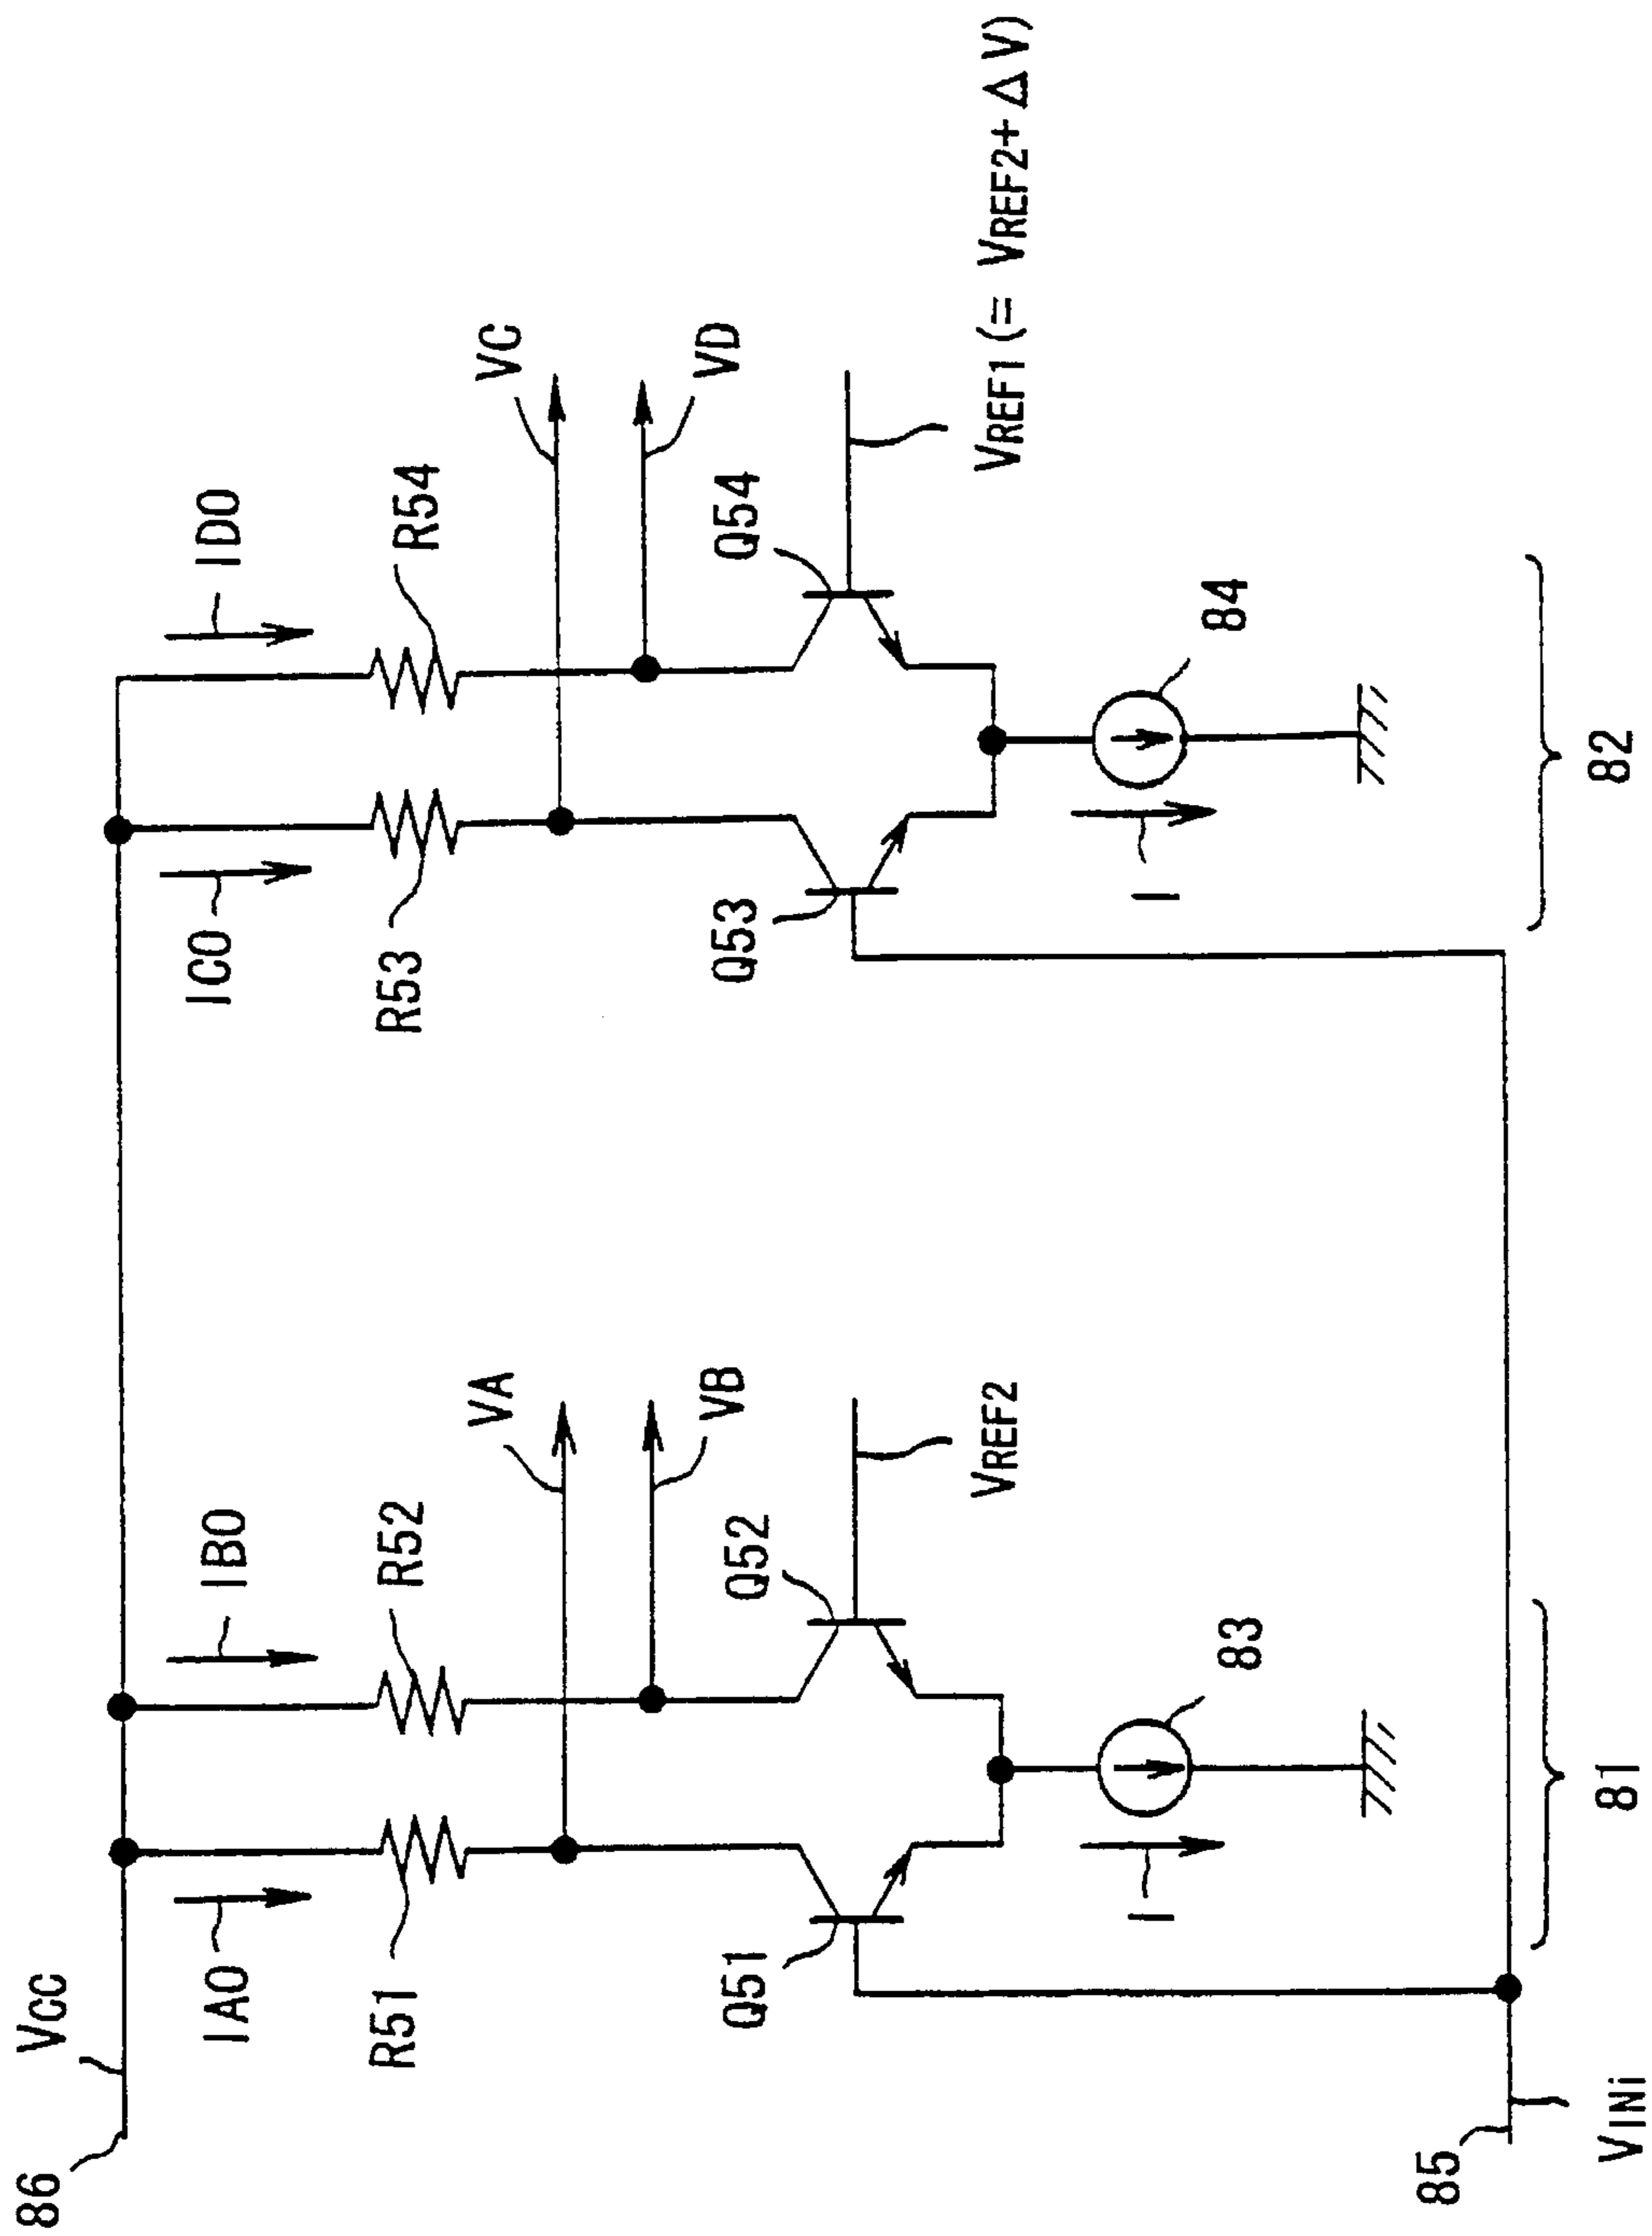 86
VCC
IA0
IB0
IC0
ID0
R51
R52
R53
R54
VA
VB
VC
VD
Q51
Q52
Q53
Q54
VREF2
VREF1 (= VREF2+ΔV)
I
83
I
84
85
VINi
81
82